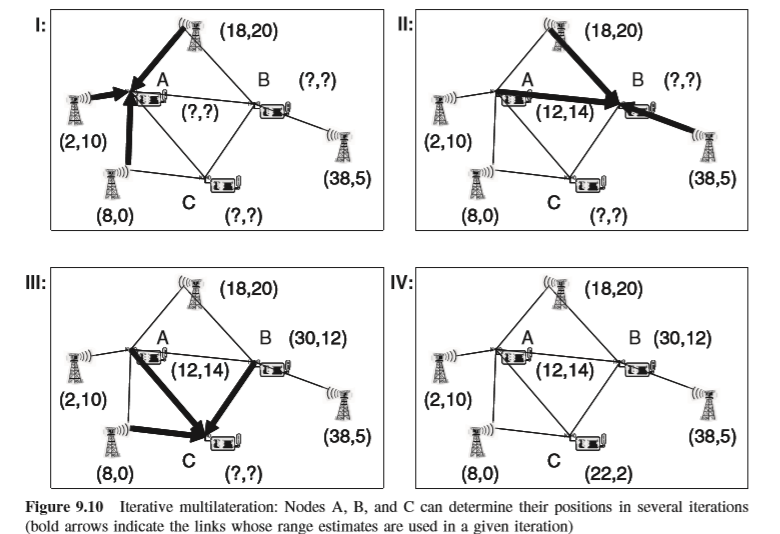 I:
(18,20)
A
B
(?,?)
(?,?)
(2,10)
(38,5)
C
(8,0)
(?,?)
II:
(18,20)
A
B
(?,?)
(12,14)
(2,10)
(38,5)
C
(8,0)
(?,?)
III:
(18,20)
A
B
(30,12)
(12,14)
(2,10)
(38,5)
C
(8,0)
(?,?)
IV:
(18,20)
A
B
(30,12)
(12,14)
(2,10)
(38,5)
C
(8,0)
(22,2)
Figure 9.10 Iterative multilateration: Nodes A, B, and C can determine their positions in several iterations
(bold arrows indicate the links whose range estimates are used in a given iteration)